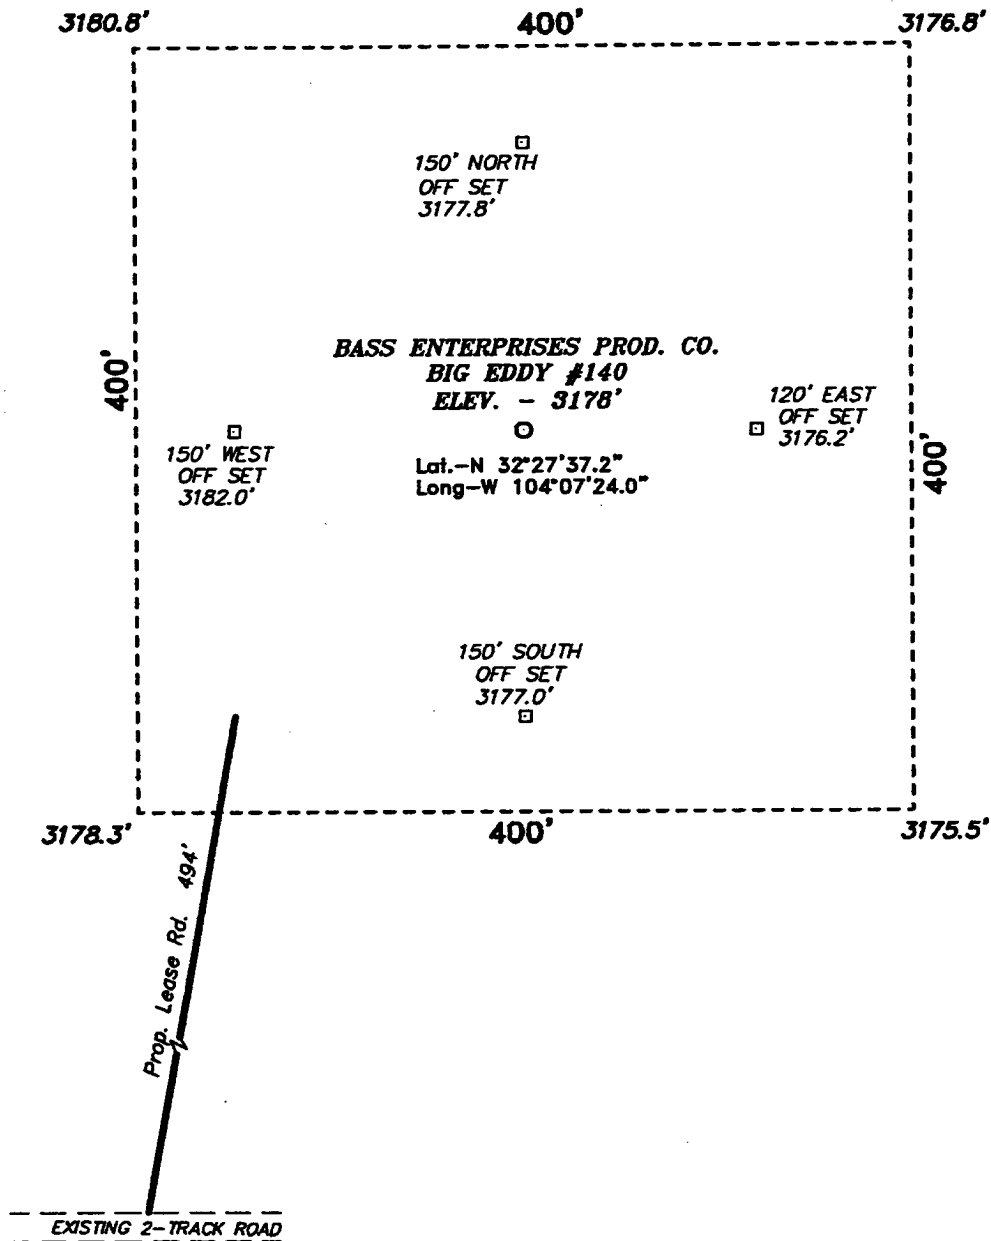 3180.8'
400'
3176.8'
150' NORTH
OFF SET
3177.8'
400'
BASS ENTERPRISES PROD. CO.
BIG EDDY #140
ELEV. - 3178'
Lat.-N 32°27'37.2"
Long-W 104°07'24.0"
150' WEST
OFF SET
3182.0'
120' EAST
OFF SET
3176.2'
400'
150' SOUTH
OFF SET
3177.0'
3178.3'
400'
3175.5'
Prop. Lease Rd. 494'
EXISTING 2-TRACK ROAD